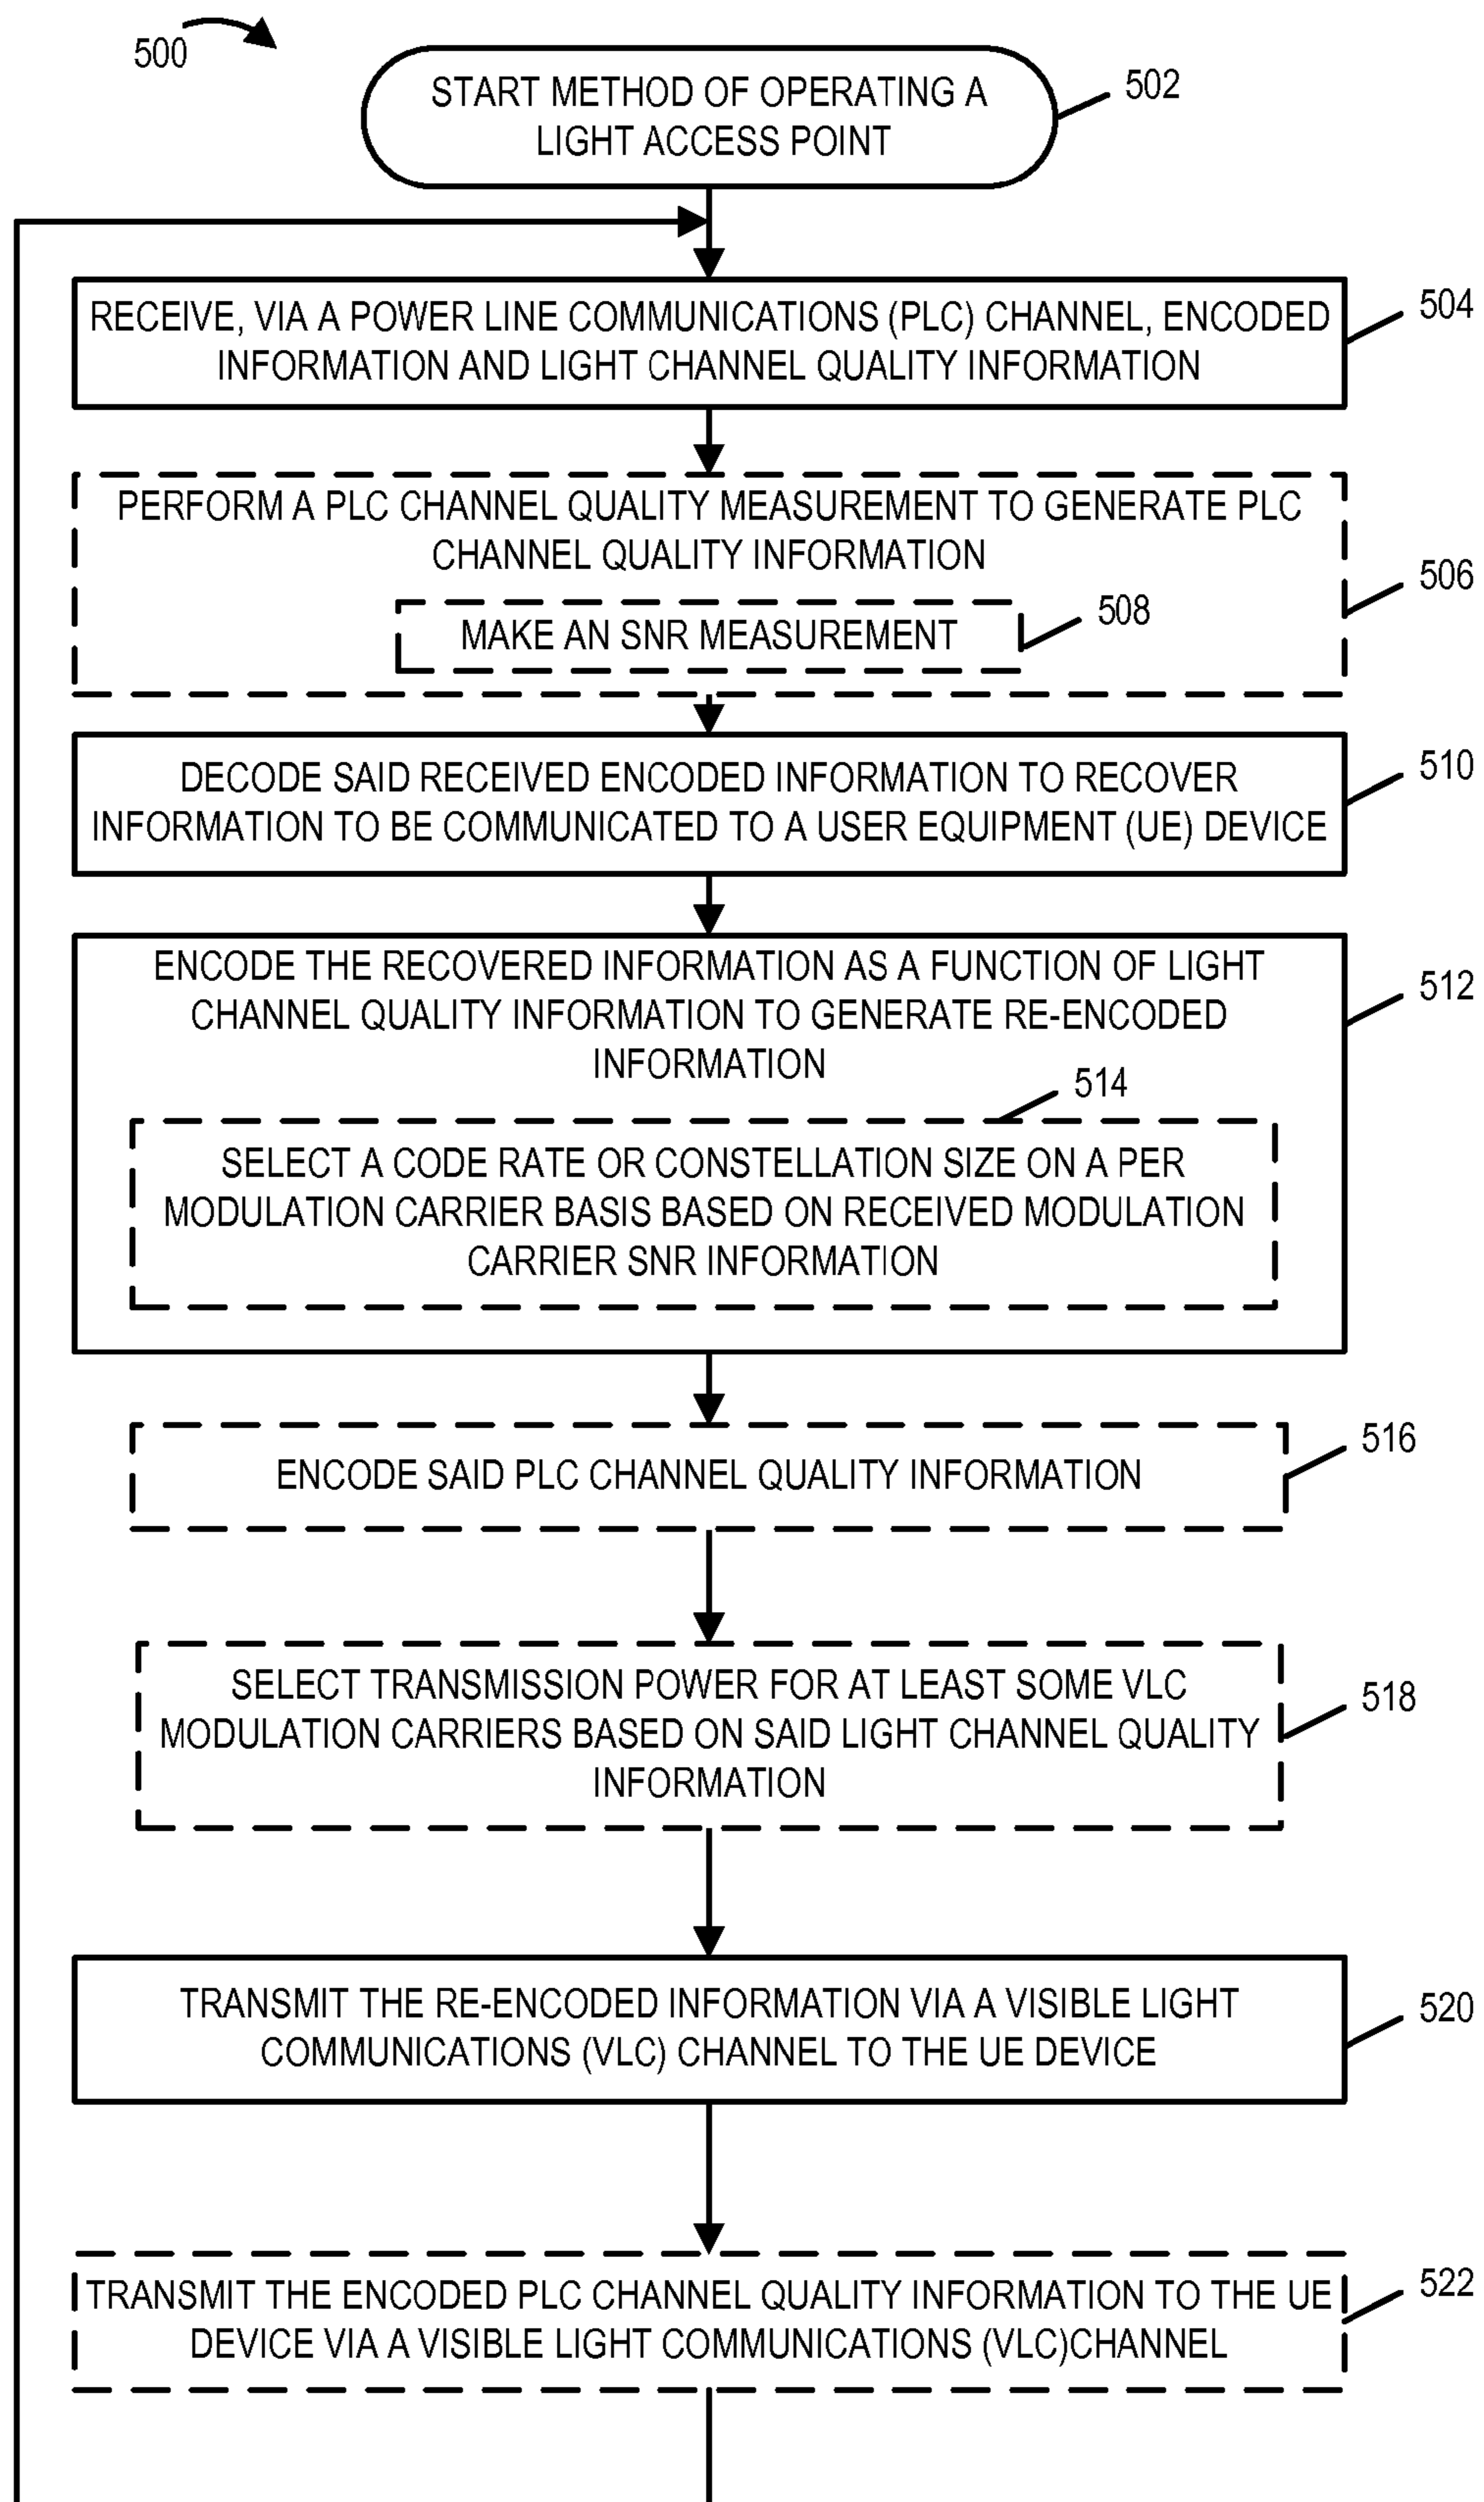 500
START METHOD OF OPERATING A
LIGHT ACCESS POINT
502
RECEIVE, VIA A POWER LINE COMMUNICATIONS (PLC) CHANNEL, ENCODED
INFORMATION AND LIGHT CHANNEL QUALITY INFORMATION
504
PERFORM A PLC CHANNEL QUALITY MEASUREMENT TO GENERATE PLC
CHANNEL QUALITY INFORMATION
506
MAKE AN SNR MEASUREMENT
508
DECODE SAID RECEIVED ENCODED INFORMATION TO RECOVER
INFORMATION TO BE COMMUNICATED TO A USER EQUIPMENT (UE) DEVICE
510
ENCODE THE RECOVERED INFORMATION AS A FUNCTION OF LIGHT
CHANNEL QUALITY INFORMATION TO GENERATE RE-ENCODED
INFORMATION
512
514
SELECT A CODE RATE OR CONSTELLATION SIZE ON A PER
MODULATION CARRIER BASIS BASED ON RECEIVED MODULATION
CARRIER SNR INFORMATION
ENCODE SAID PLC CHANNEL QUALITY INFORMATION
516
SELECT TRANSMISSION POWER FOR AT LEAST SOME VLC
MODULATION CARRIERS BASED ON SAID LIGHT CHANNEL QUALITY
INFORMATION
518
TRANSMIT THE RE-ENCODED INFORMATION VIA A VISIBLE LIGHT
COMMUNICATIONS (VLC) CHANNEL TO THE UE DEVICE
520
TRANSMIT THE ENCODED PLC CHANNEL QUALITY INFORMATION TO THE UE
DEVICE VIA A VISIBLE LIGHT COMMUNICATIONS (VLC)CHANNEL
522